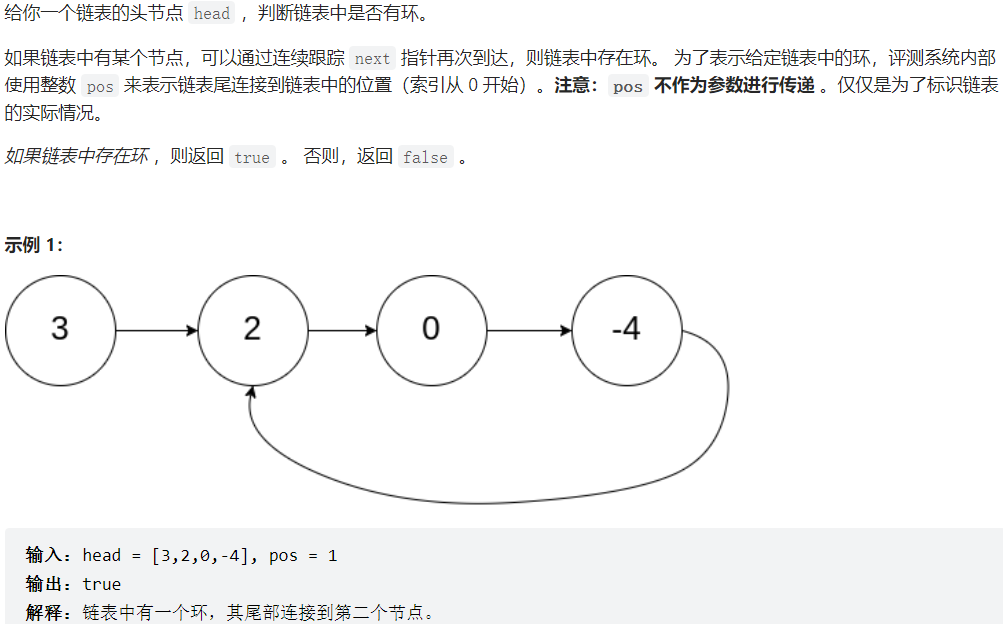 给你一个链表的头节点 head ，判断链表中是否有环。
如果链表中有某个节点，可以通过连续跟踪 next 指针再次到达，则链表中存在环。 为了表示给定链表中的环，评测系统内部
使用整数 pos 来表示链表尾连接到链表中的位置（索引从 0 开始）。注意：pos 不作为参数进行传递 。仅仅是为了标识链表
的实际情况。
如果链表中存在环 ，则返回 true 。 否则，返回 false 。
示例 1：
3 2 0 -4
输入：head = [3,2,0,-4], pos = 1
输出：true
解释：链表中有一个环，其尾部连接到第二个节点。